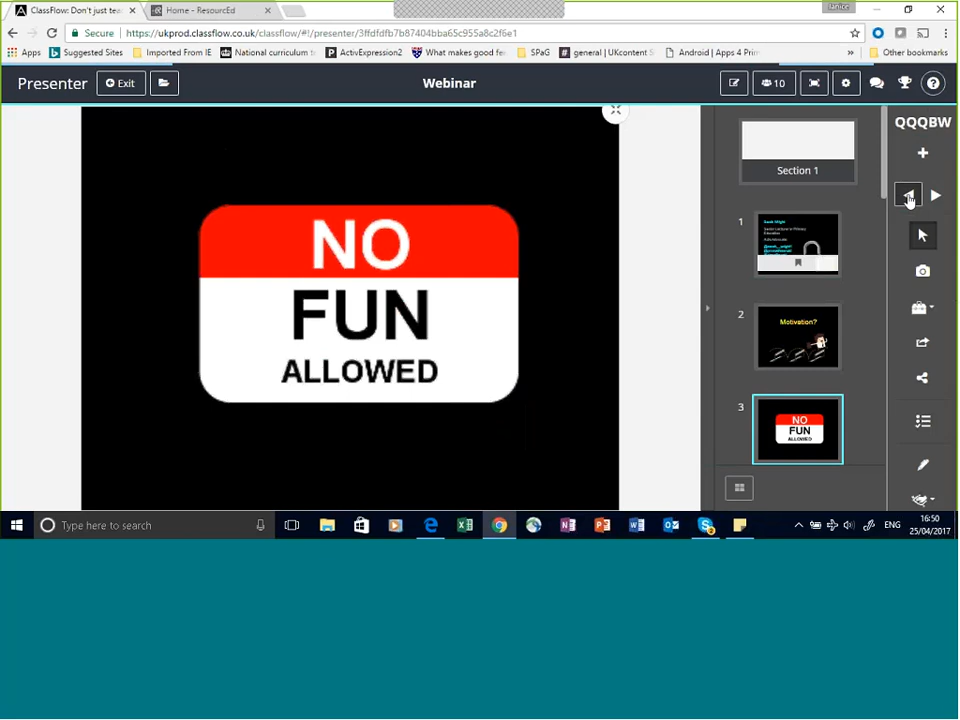 ClassFlow: Don't just tea
Home - ResourcEd
Janice
Secure
https://ukprod.classflow.co.uk/classflow/#!/presenter/3fdfdfb7b87404bba65c955a8c2f6e1
Apps
Suggested Sites
Imported From IE
National curriculum
ActivExpression2
What makes good fe
SPaG
general | UKcontent S
Android | Apps 4 Prim
»
Other bookmarks
Presenter
Exit
Webinar
10
QQQBW
Section 1
NO
FUN
ALLOWED
1
2
Motivation?
3
NO
FUN
ALLOWED
Type here to search
ENG
16:50
25/04/2017